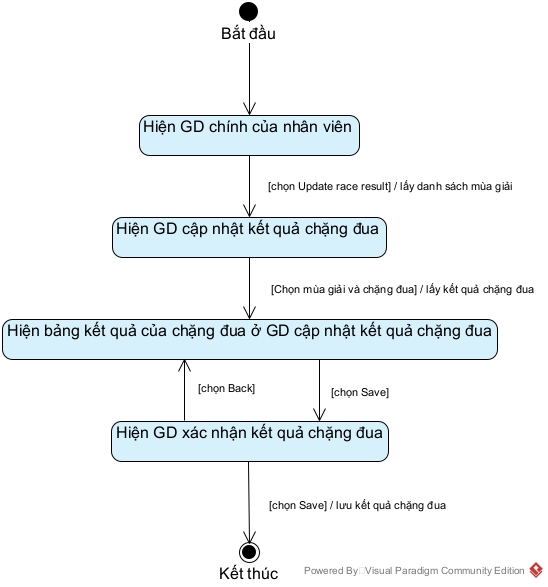 Bắt đầu
Hiện GD chính của nhân viên
[chọn Update race result] / lấy danh sách mùa giải
Hiện GD cập nhật kết quả chặng đua
[Chọn mùa giải và chặng đua] / lấy kết quả chặng đua
Hiện bảng kết quả của chặng đua ở GD cập nhật kết quả chặng đua
[chọn Back]
[chọn Save]
Hiện GD xác nhận kết quả chặng đua
[chọn Save] / lưu kết quả chặng đua
Kết thúc
Powered By Visual Paradigm Community Edition